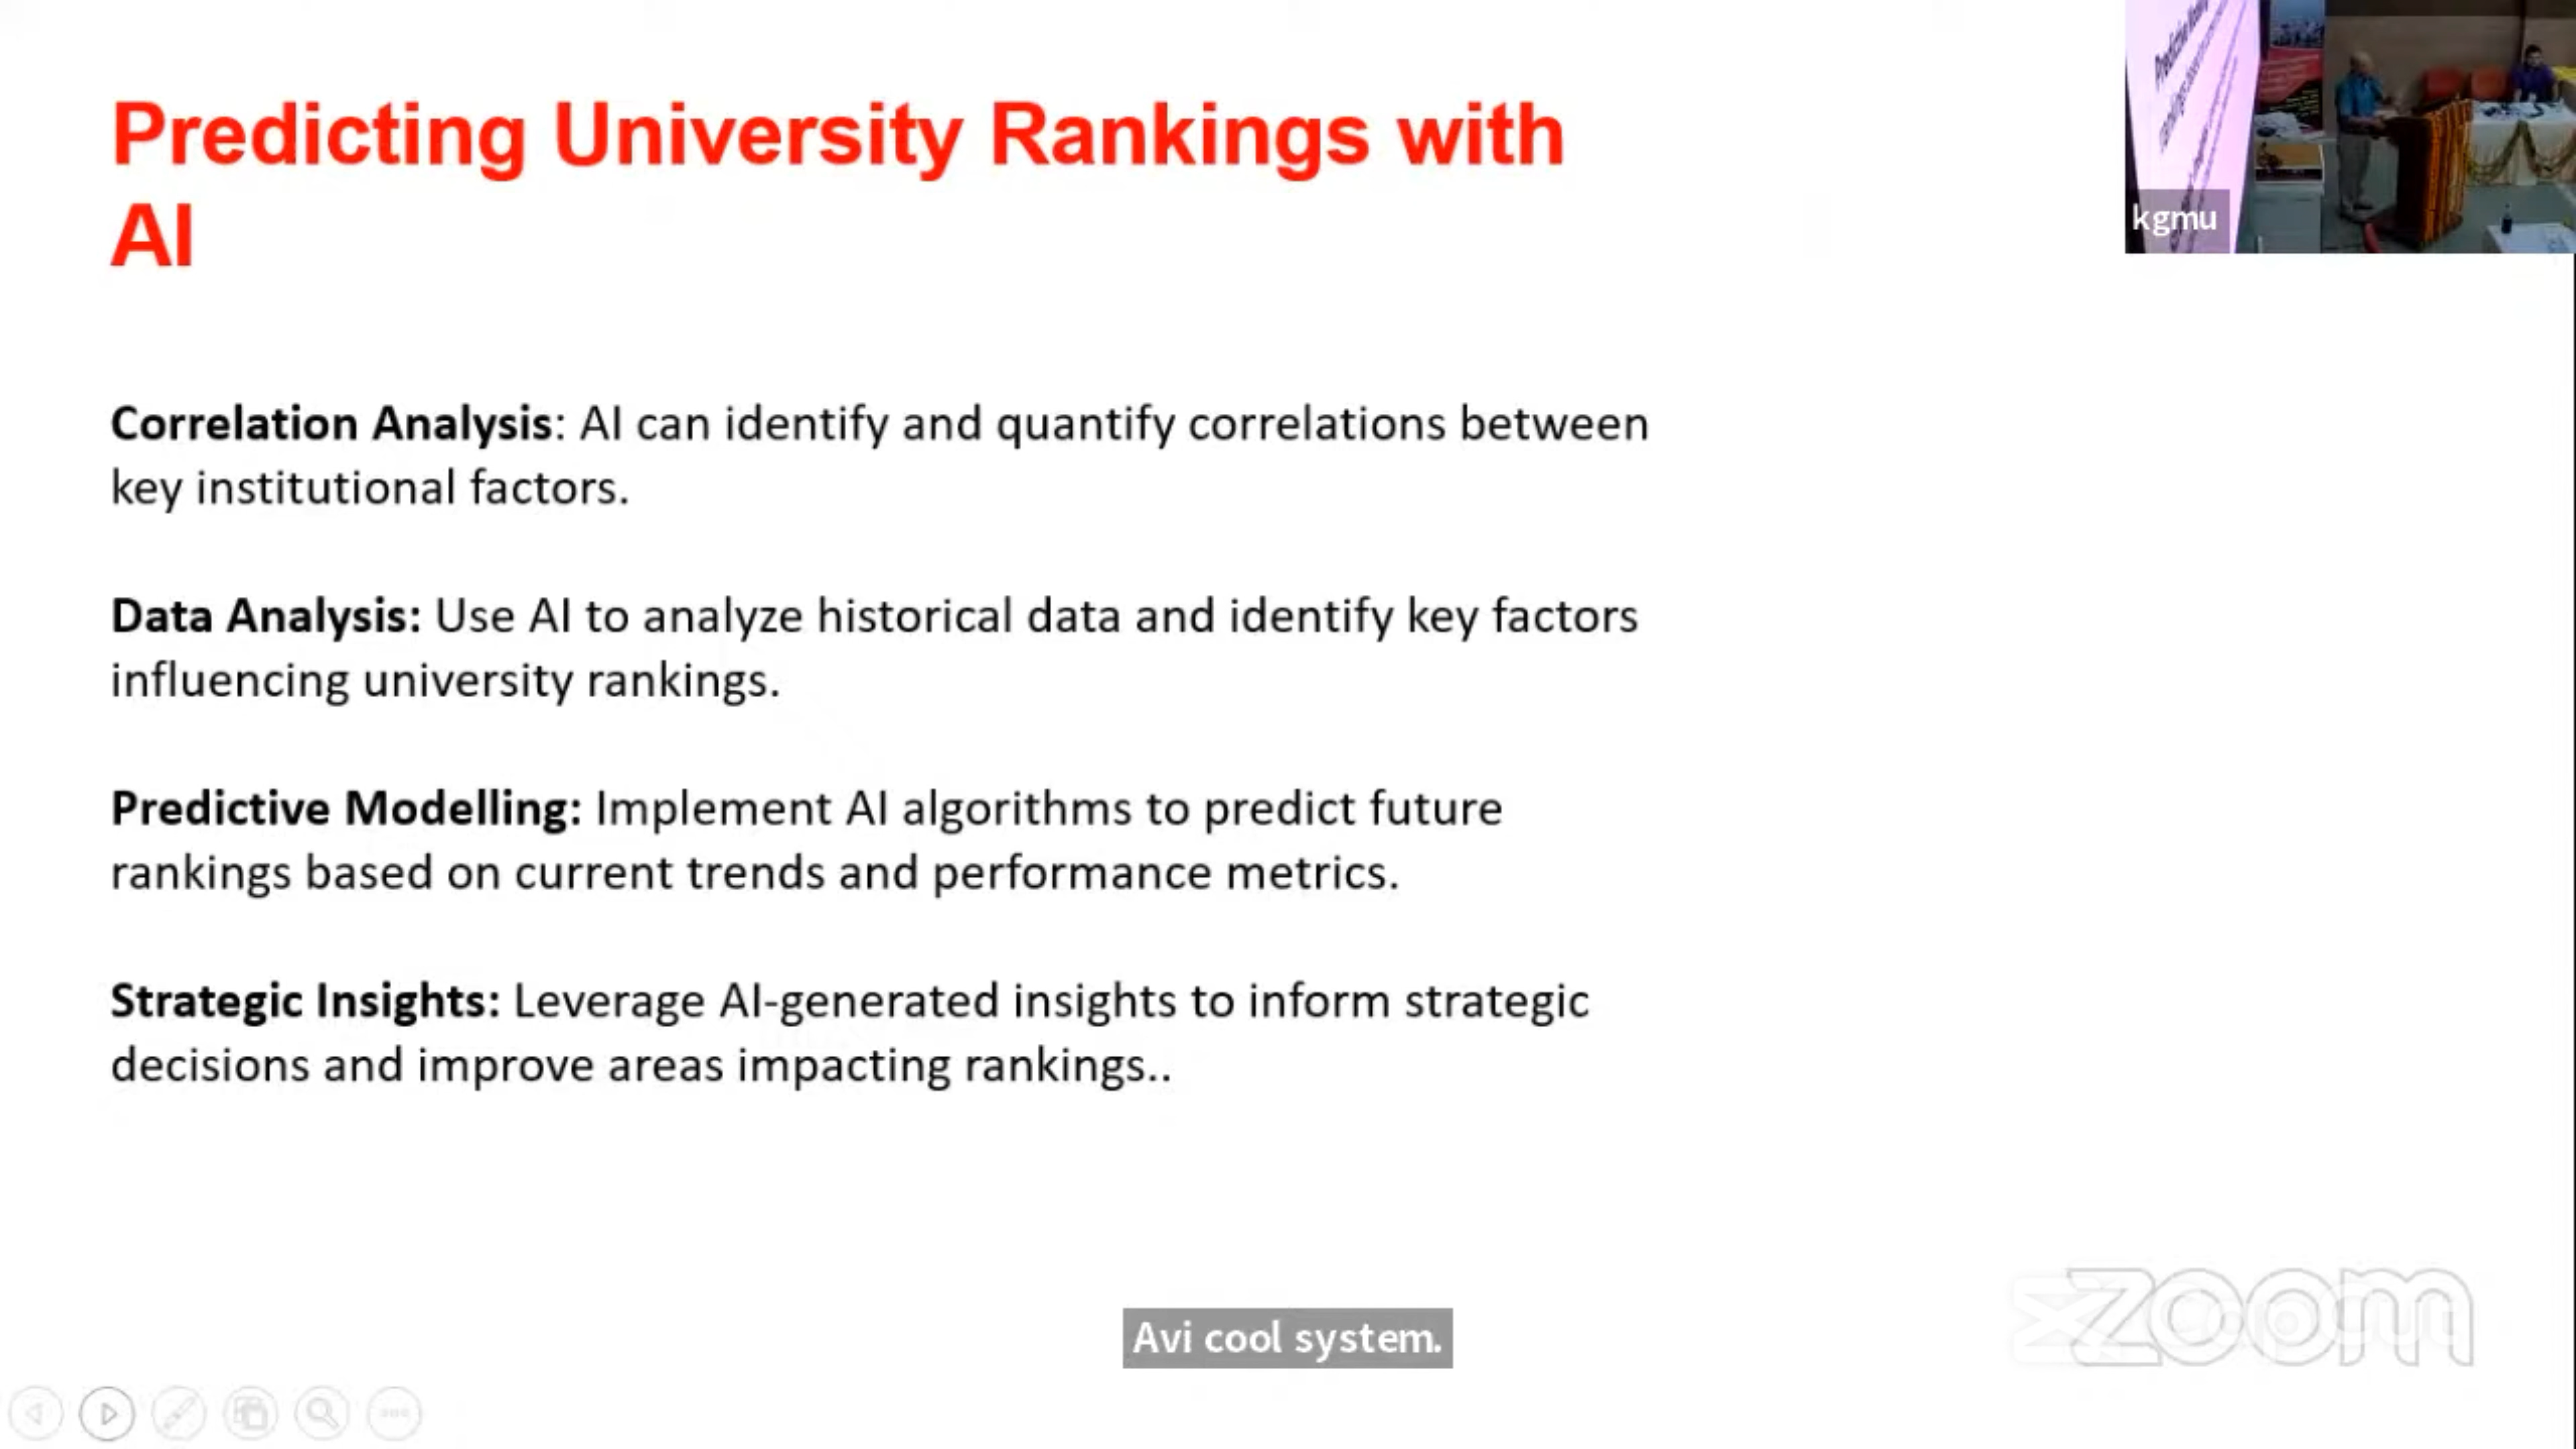 Predicting University Rankings with
AI
kgmu
Correlation Analysis: AI can identify and quantify correlations between
key institutional factors.
Data Analysis: Use AI to analyze historical data and identify key factors
influencing university rankings.
Predictive Modelling: Implement AI algorithms to predict future
rankings based on current trends and performance metrics.
Strategic Insights: Leverage AI-generated insights to inform strategic
decisions and improve areas impacting rankings..
zoom
Avi cool system.